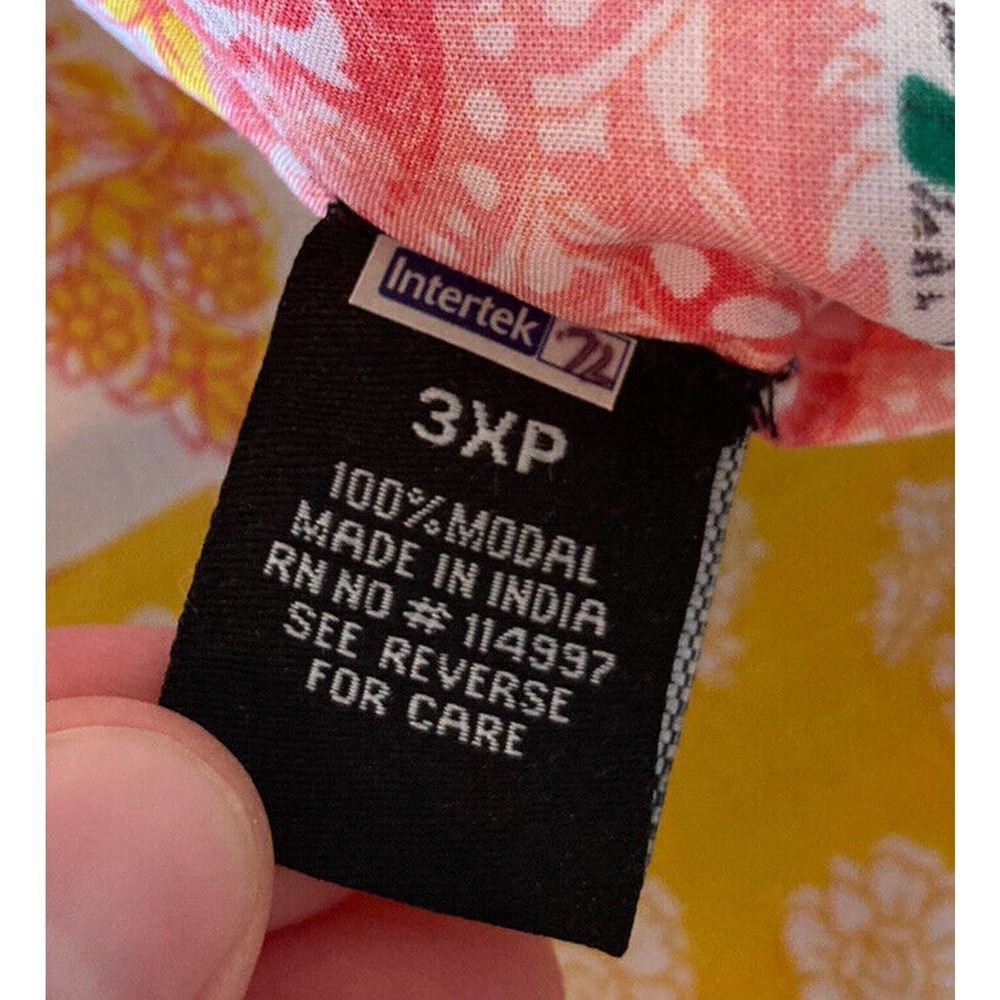 Intertek
3XP
100% MODAL
MADE IN INDIA
RN NO # 114997
SEE REVERSE
FOR CARE